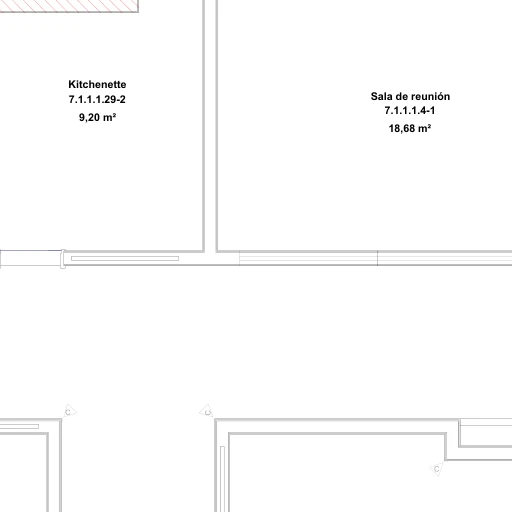 Kitchenette
7.1.1.1.29-2
9,20 m²
Sala de reunión
7.1.1.1.4-1
18,68 m²
C
C
C